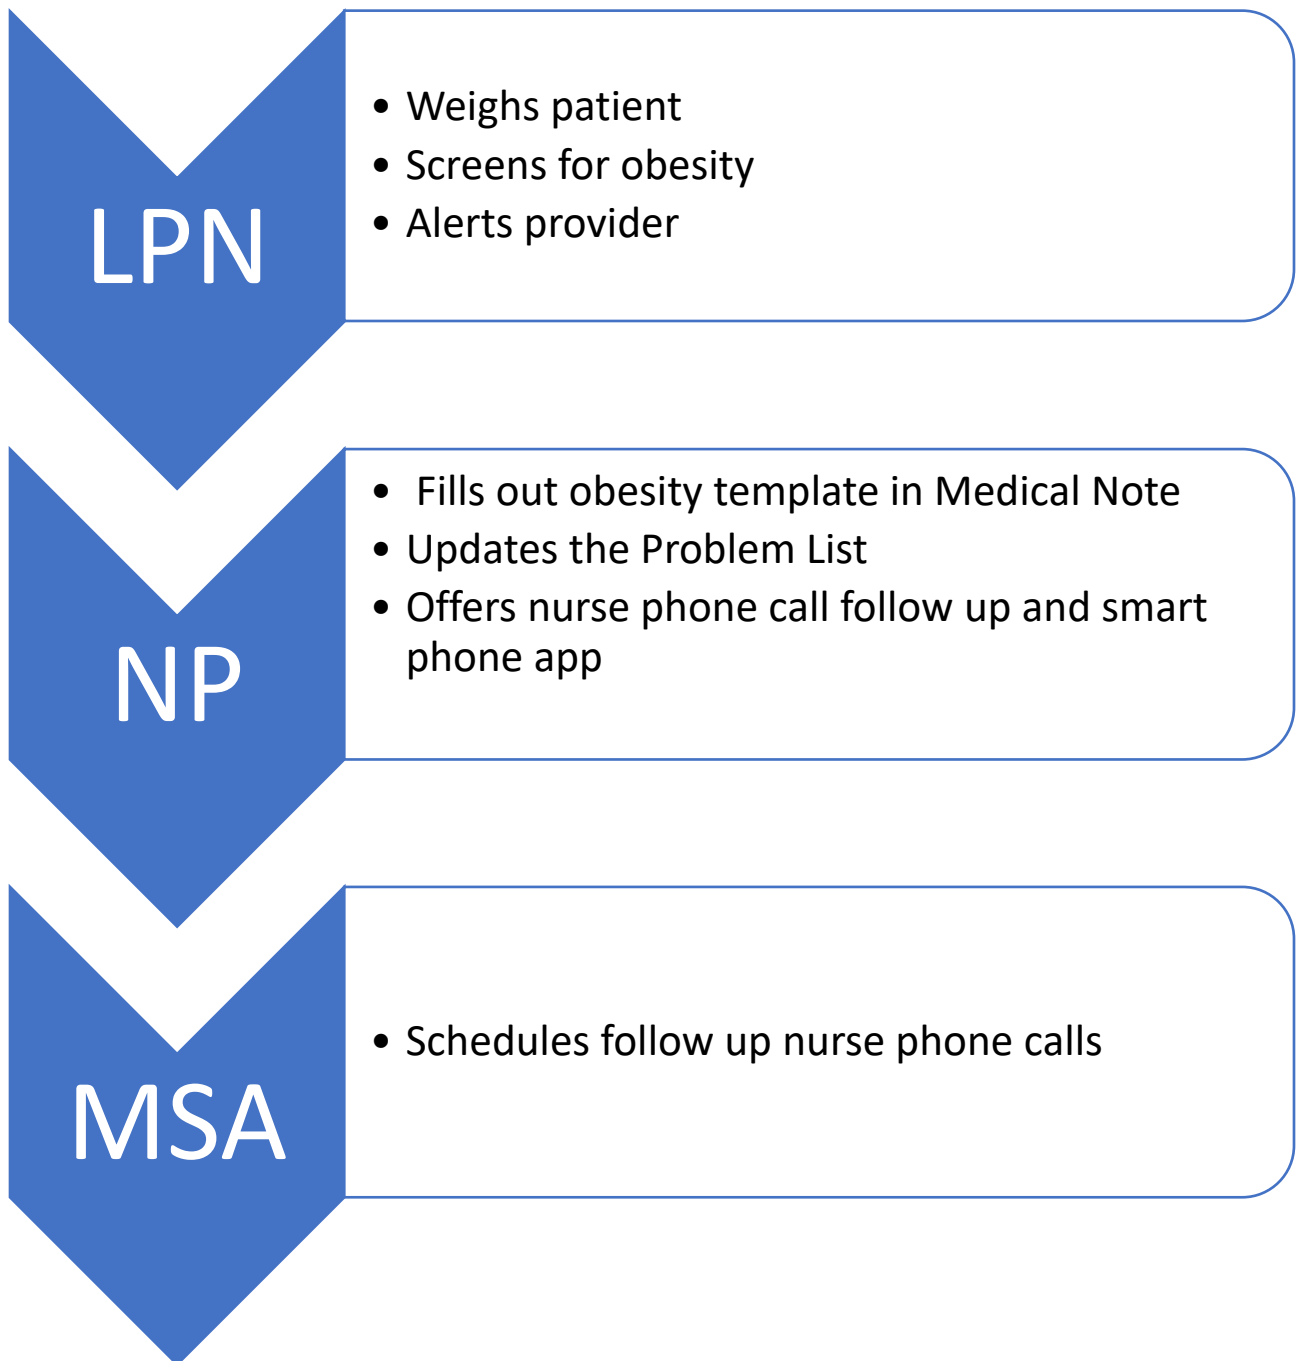 LPN
• Weighs patient
• Screens for obesity
• Alerts provider
NP
• Fills out obesity template in Medical Note
• Updates the Problem List
• Offers nurse phone call follow up and smart
phone app
MSA
• Schedules follow up nurse phone calls